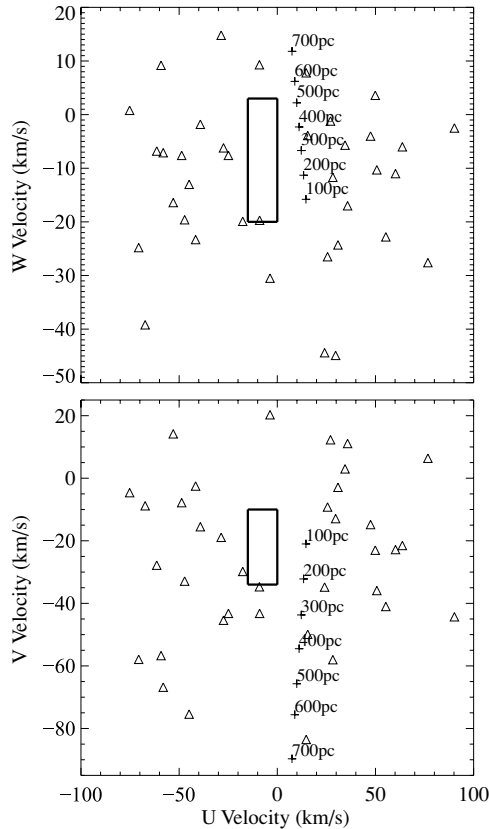 20
10
0
−10
−20
−30
−40
−50
W Velocity (km/s)
700pc
600pc
500pc
400pc
300pc
200pc
100pc
20
0
−20
−40
−60
−80
V Velocity (km/s)
100pc
200pc
300pc
400pc
500pc
600pc
700pc
−100 −50 0 50 100
U Velocity (km/s)